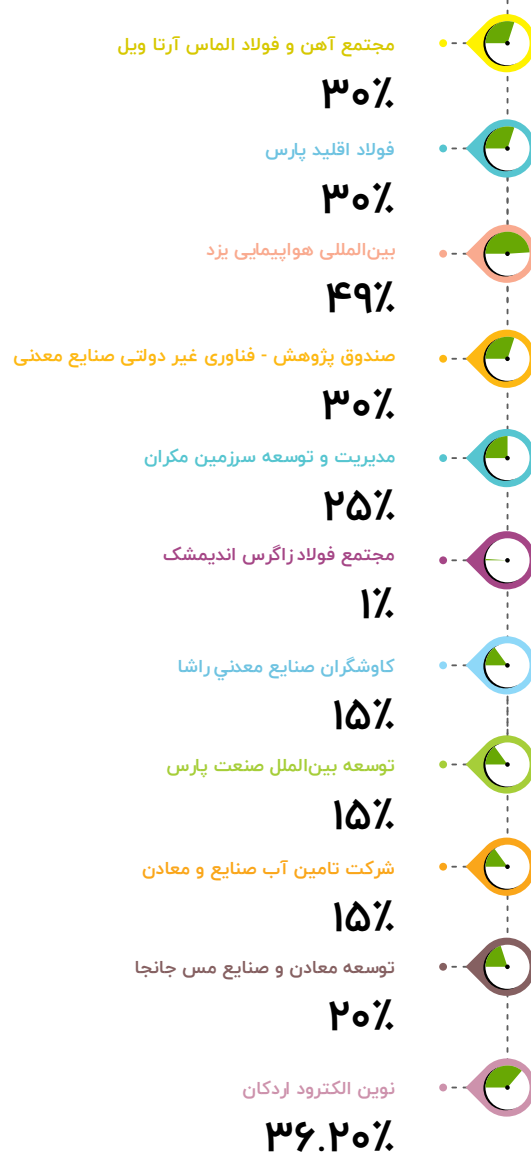 مجتمع آهن و فولاد الماس آرتا ویل
۳۰٪
فولاد اقلید پارس
۳۰٪
بین‌المللی هواپیمایی یزد
۴۹٪
صندوق پژوهش - فناوری غیر دولتی صنایع معدنی
۳۰٪
مدیریت و توسعه سرزمین مکران
۲۵٪
مجتمع فولاد زاگرس اندیمشک
۱٪
کاوشگران صنایع معدني راشا
۱۵٪
توسعه بین‌الملل صنعت پارس
۱۵٪
شرکت تامین آب صنایع و معادن
۱۵٪
توسعه معادن و صنایع مس جانجا
۲۰٪
نوین الکترود اردکان
۳۶.۲۰٪